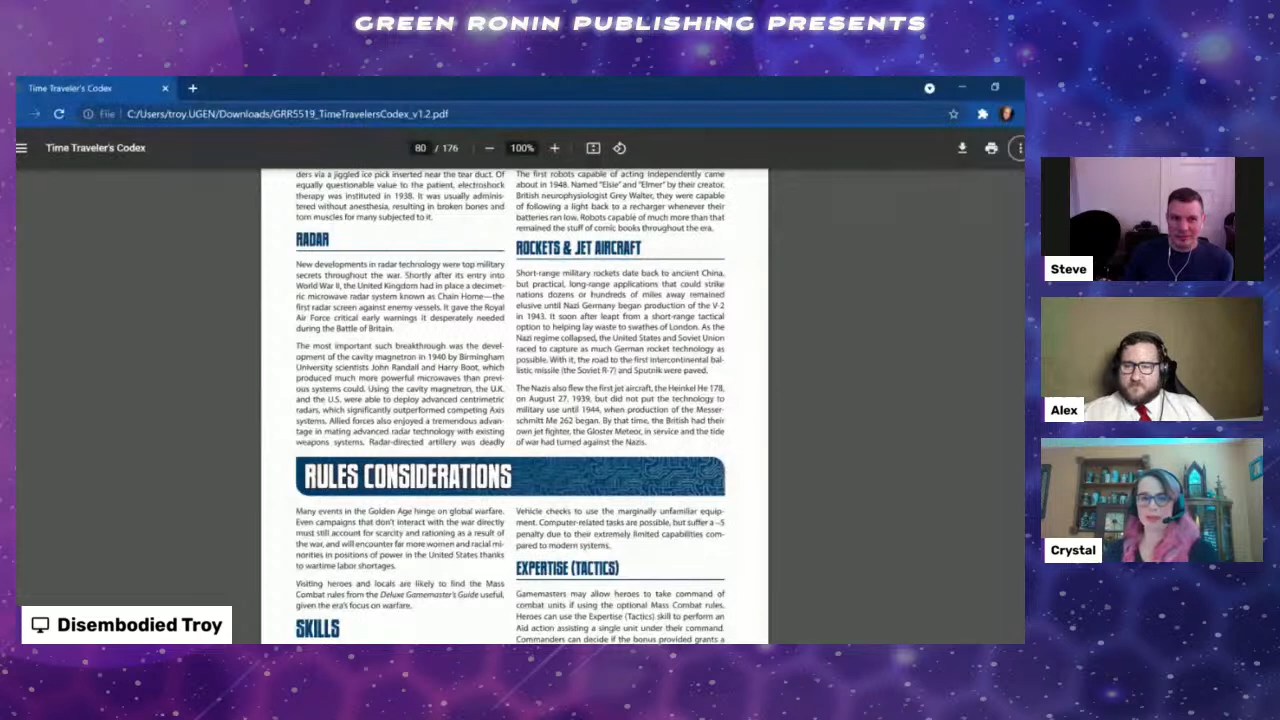 GREEN RONIN PUBLISHING PRESENTS
Time Traveler's Codex
File
C:/Users/troy.UGEN/Downloads/GRR5519_TimeTravelersCodex_v1.2.pdf
Time Traveler's Codex
80 / 176
100%
ders via a jiggled ice pick inserted near the tear duct. Of
equally questionable value to the patient, electroshock
therapy was instituted in 1938. It was usually adminis-
tered without anesthesia, resulting in broken bones and
torn muscles for many subjected to it.
RADAR
New developments in radar technology were top military
secrets throughout the war. Shortly after its entry into
World War II, the United Kingdom had in place a decimet-
ric microwave radar system known as Chain Home—the
first radar screen against enemy vessels. It gave the Royal
Air Force critical early warnings it desperately needed
during the Battle of Britain.
The most important such breakthrough was the devel-
opment of the cavity magnetron in 1940 by Birmingham
University scientists John Randall and Harry Boot, which
produced much more powerful microwaves than previ-
ous systems could. Using the cavity magnetron, the U.K.
and the U.S. were able to deploy advanced centrimetric
radars, which significantly outperformed competing Axis
systems. Allied forces also enjoyed a tremendous advan-
tage in mating advanced radar technology with existing
weapons systems. Radar-directed artillery was deadly
The first robots capable of acting independently came
about in 1948. Named "Elsie" and "Elmer" by their creator,
British neurophysiologist Grey Walter, they were capable
of following a light back to a recharger whenever their
batteries ran low. Robots capable of much more than that
remained the stuff of comic books throughout the era.
ROCKETS & JET AIRCRAFT
Short-range military rockets date back to ancient China,
but practical, long-range applications that could strike
nations dozens or hundreds of miles away remained
elusive until Nazi Germany began production of the V-2
in 1943. It soon after leapt from a short-range tactical
option to helping lay waste to swathes of London. As the
Nazi regime collapsed, the United States and Soviet Union
raced to capture as much German rocket technology as
possible. With it, the road to the first intercontinental bal-
listic missile (the Soviet R-7) and Sputnik were paved.
The Nazis also flew the first jet aircraft, the Heinkel He 178,
on August 27, 1939, but did not put the technology to
military use until 1944, when production of the Messer-
schmitt Me 262 began. By that time, the British had their
own jet fighter, the Gloster Meteor, in service and the tide
of war had turned against the Nazis.
RULES CONSIDERATIONS
Many events in the Golden Age hinge on global warfare.
Even campaigns that don't interact with the war directly
must still account for scarcity and rationing as a result of
the war, and will encounter far more women and racial mi-
norities in positions of power in the United States thanks
to wartime labor shortages.
Visiting heroes and locals are likely to find the Mass
Combat rules from the Deluxe Gamemaster's Guide useful,
given the era's focus on warfare.
SKILLS
Vehicle checks to use the marginally unfamiliar equip-
ment. Computer-related tasks are possible, but suffer a –5
penalty due to their extremely limited capabilities com-
pared to modern systems.
EXPERTISE (TACTICS)
Gamemasters may allow heroes to take command of
combat units if using the optional Mass Combat rules.
Heroes can use the Expertise (Tactics) skill to perform an
Aid action assisting a single unit under their command.
Commanders can decide if the bonus provided grants a
Disembodied Troy
Steve
Alex
Crystal